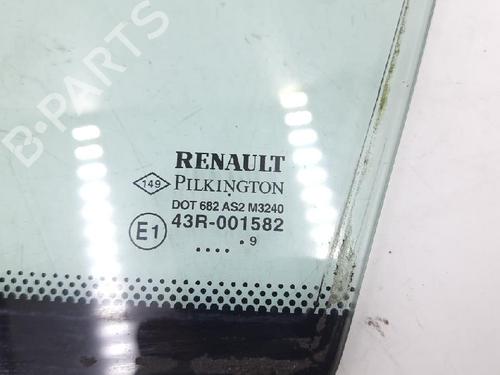 B-PARTS
RENAULT
149 PILKINGTON
DOT 682 AS2 M3240
E1 43R-001582
.... .9